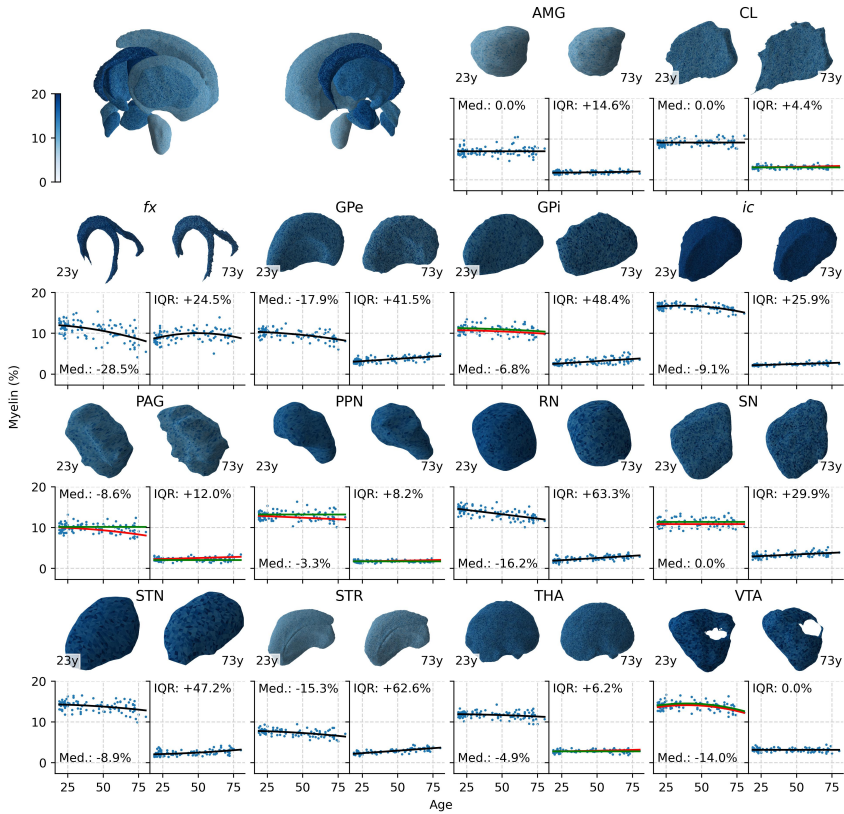 AMG CL
20
10
0
23y 73y 23y 73y
Med.: 0.0% IQR: +14.6% Med.: 0.0% IQR: +4.4%
fx GPe GPi ic
23y 73y 23y 73y 23y 73y 23y 73y
20
10
0
Med.: -28.5% IQR: +24.5% Med.: -17.9% IQR: +41.5% Med.: -6.8% IQR: +48.4% Med.: -9.1% IQR: +25.9%
Myelin (%)
PAG PPN RN SN
23y 73y 23y 73y 23y 73y 23y 73y
20
10
0
Med.: -8.6% IQR: +12.0% Med.: -3.3% IQR: +8.2% Med.: -16.2% IQR: +63.3% Med.: 0.0% IQR: +29.9%
STN STR THA VTA
23y 73y 23y 73y 23y 73y 23y 73y
20
10
0
Med.: -8.9% IQR: +47.2% Med.: -15.3% IQR: +62.6% Med.: -4.9% IQR: +6.2% Med.: -14.0% IQR: 0.0%
25 50 75 25 50 75 25 50 75 25 50 75 25 50 75 25 50 75 25 50 75 25 50 75
Age